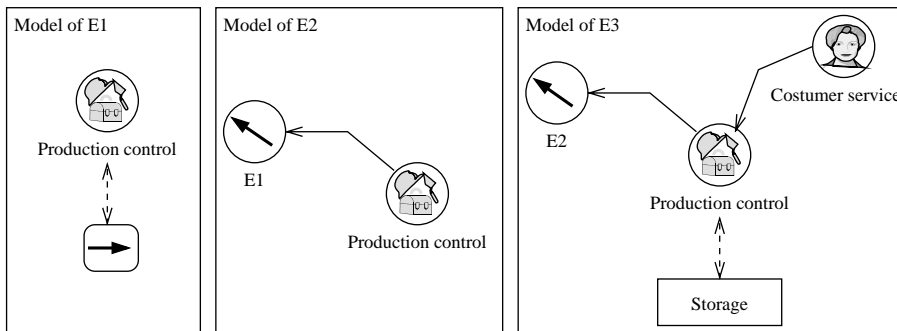 Model of E1
Production control
Model of E2
E1
Production control
Model of E3
Costumer service
E2
Production control
Storage